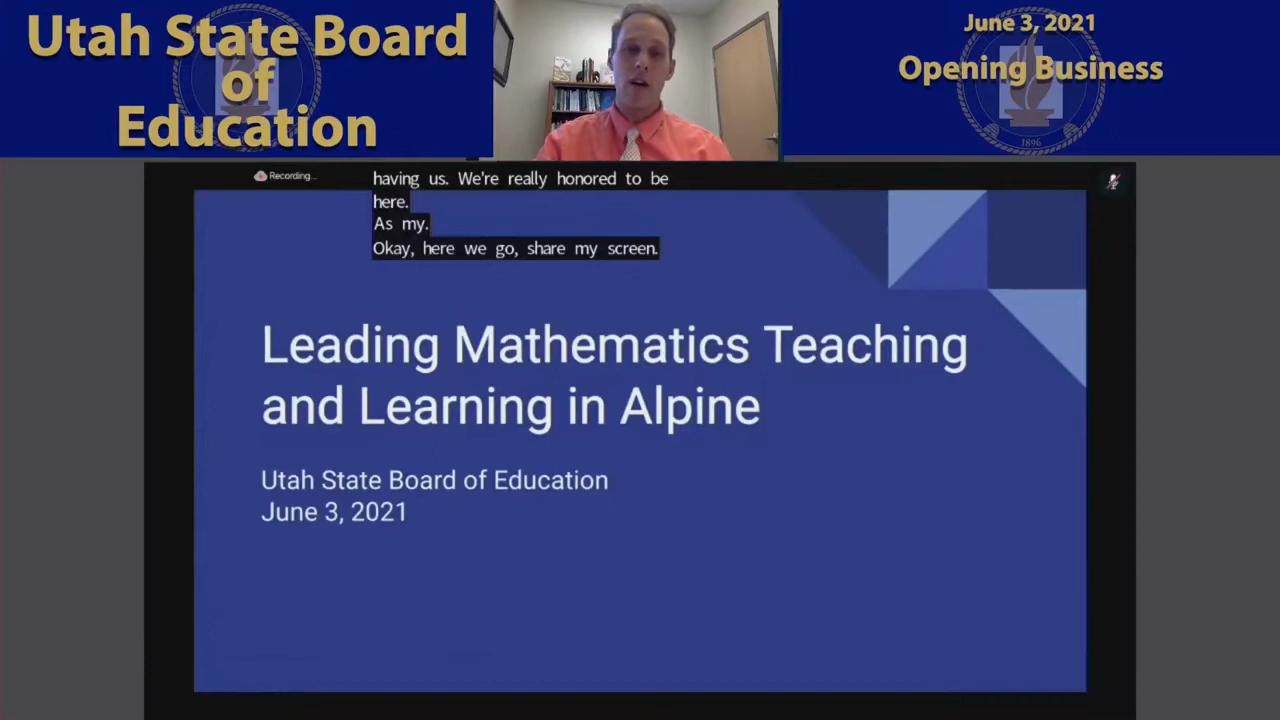 Utah State Board
of
Education
June 3, 2021
Opening Business
1896
Recording...
having us. We're really honored to be
here.
As my.
Okay, here we go, share my screen.
Leading Mathematics Teaching
and Learning in Alpine
Utah State Board of Education
June 3, 2021